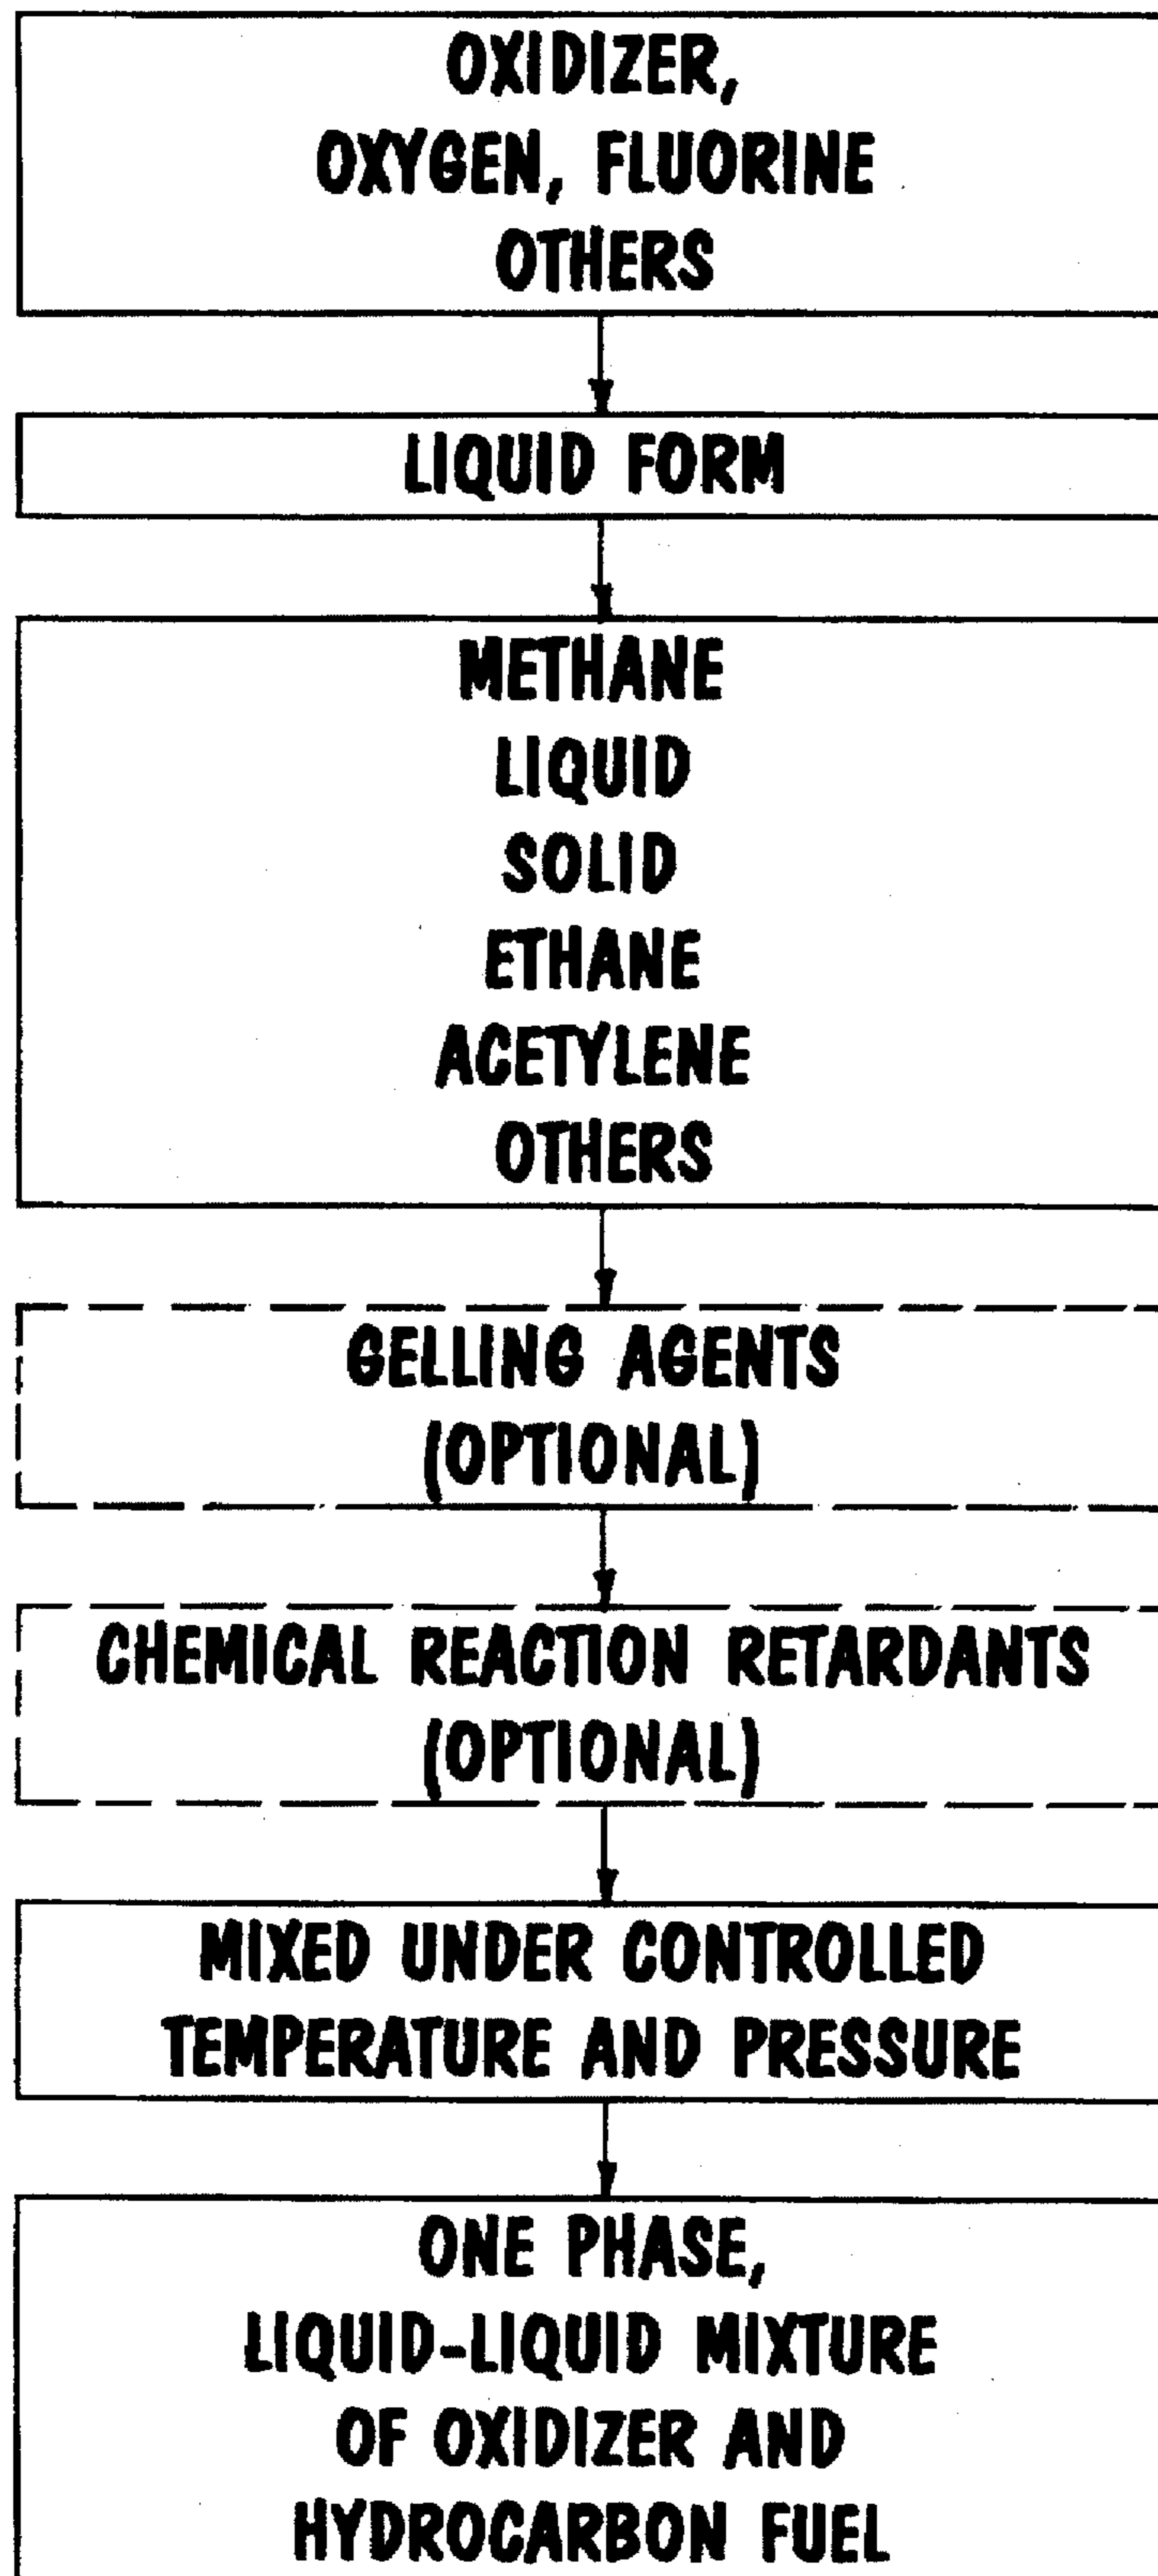 OXIDIZER,
OXYGEN, FLUORINE
OTHERS
LIQUID FORM
METHANE
LIQUID
SOLID
ETHANE
ACETYLENE
OTHERS
GELLING AGENTS
(OPTIONAL)
CHEMICAL REACTION RETARDANTS
(OPTIONAL)
MIXED UNDER CONTROLLED
TEMPERATURE AND PRESSURE
ONE PHASE,
LIQUID-LIQUID MIXTURE
OF OXIDIZER AND
HYDROCARBON FUEL